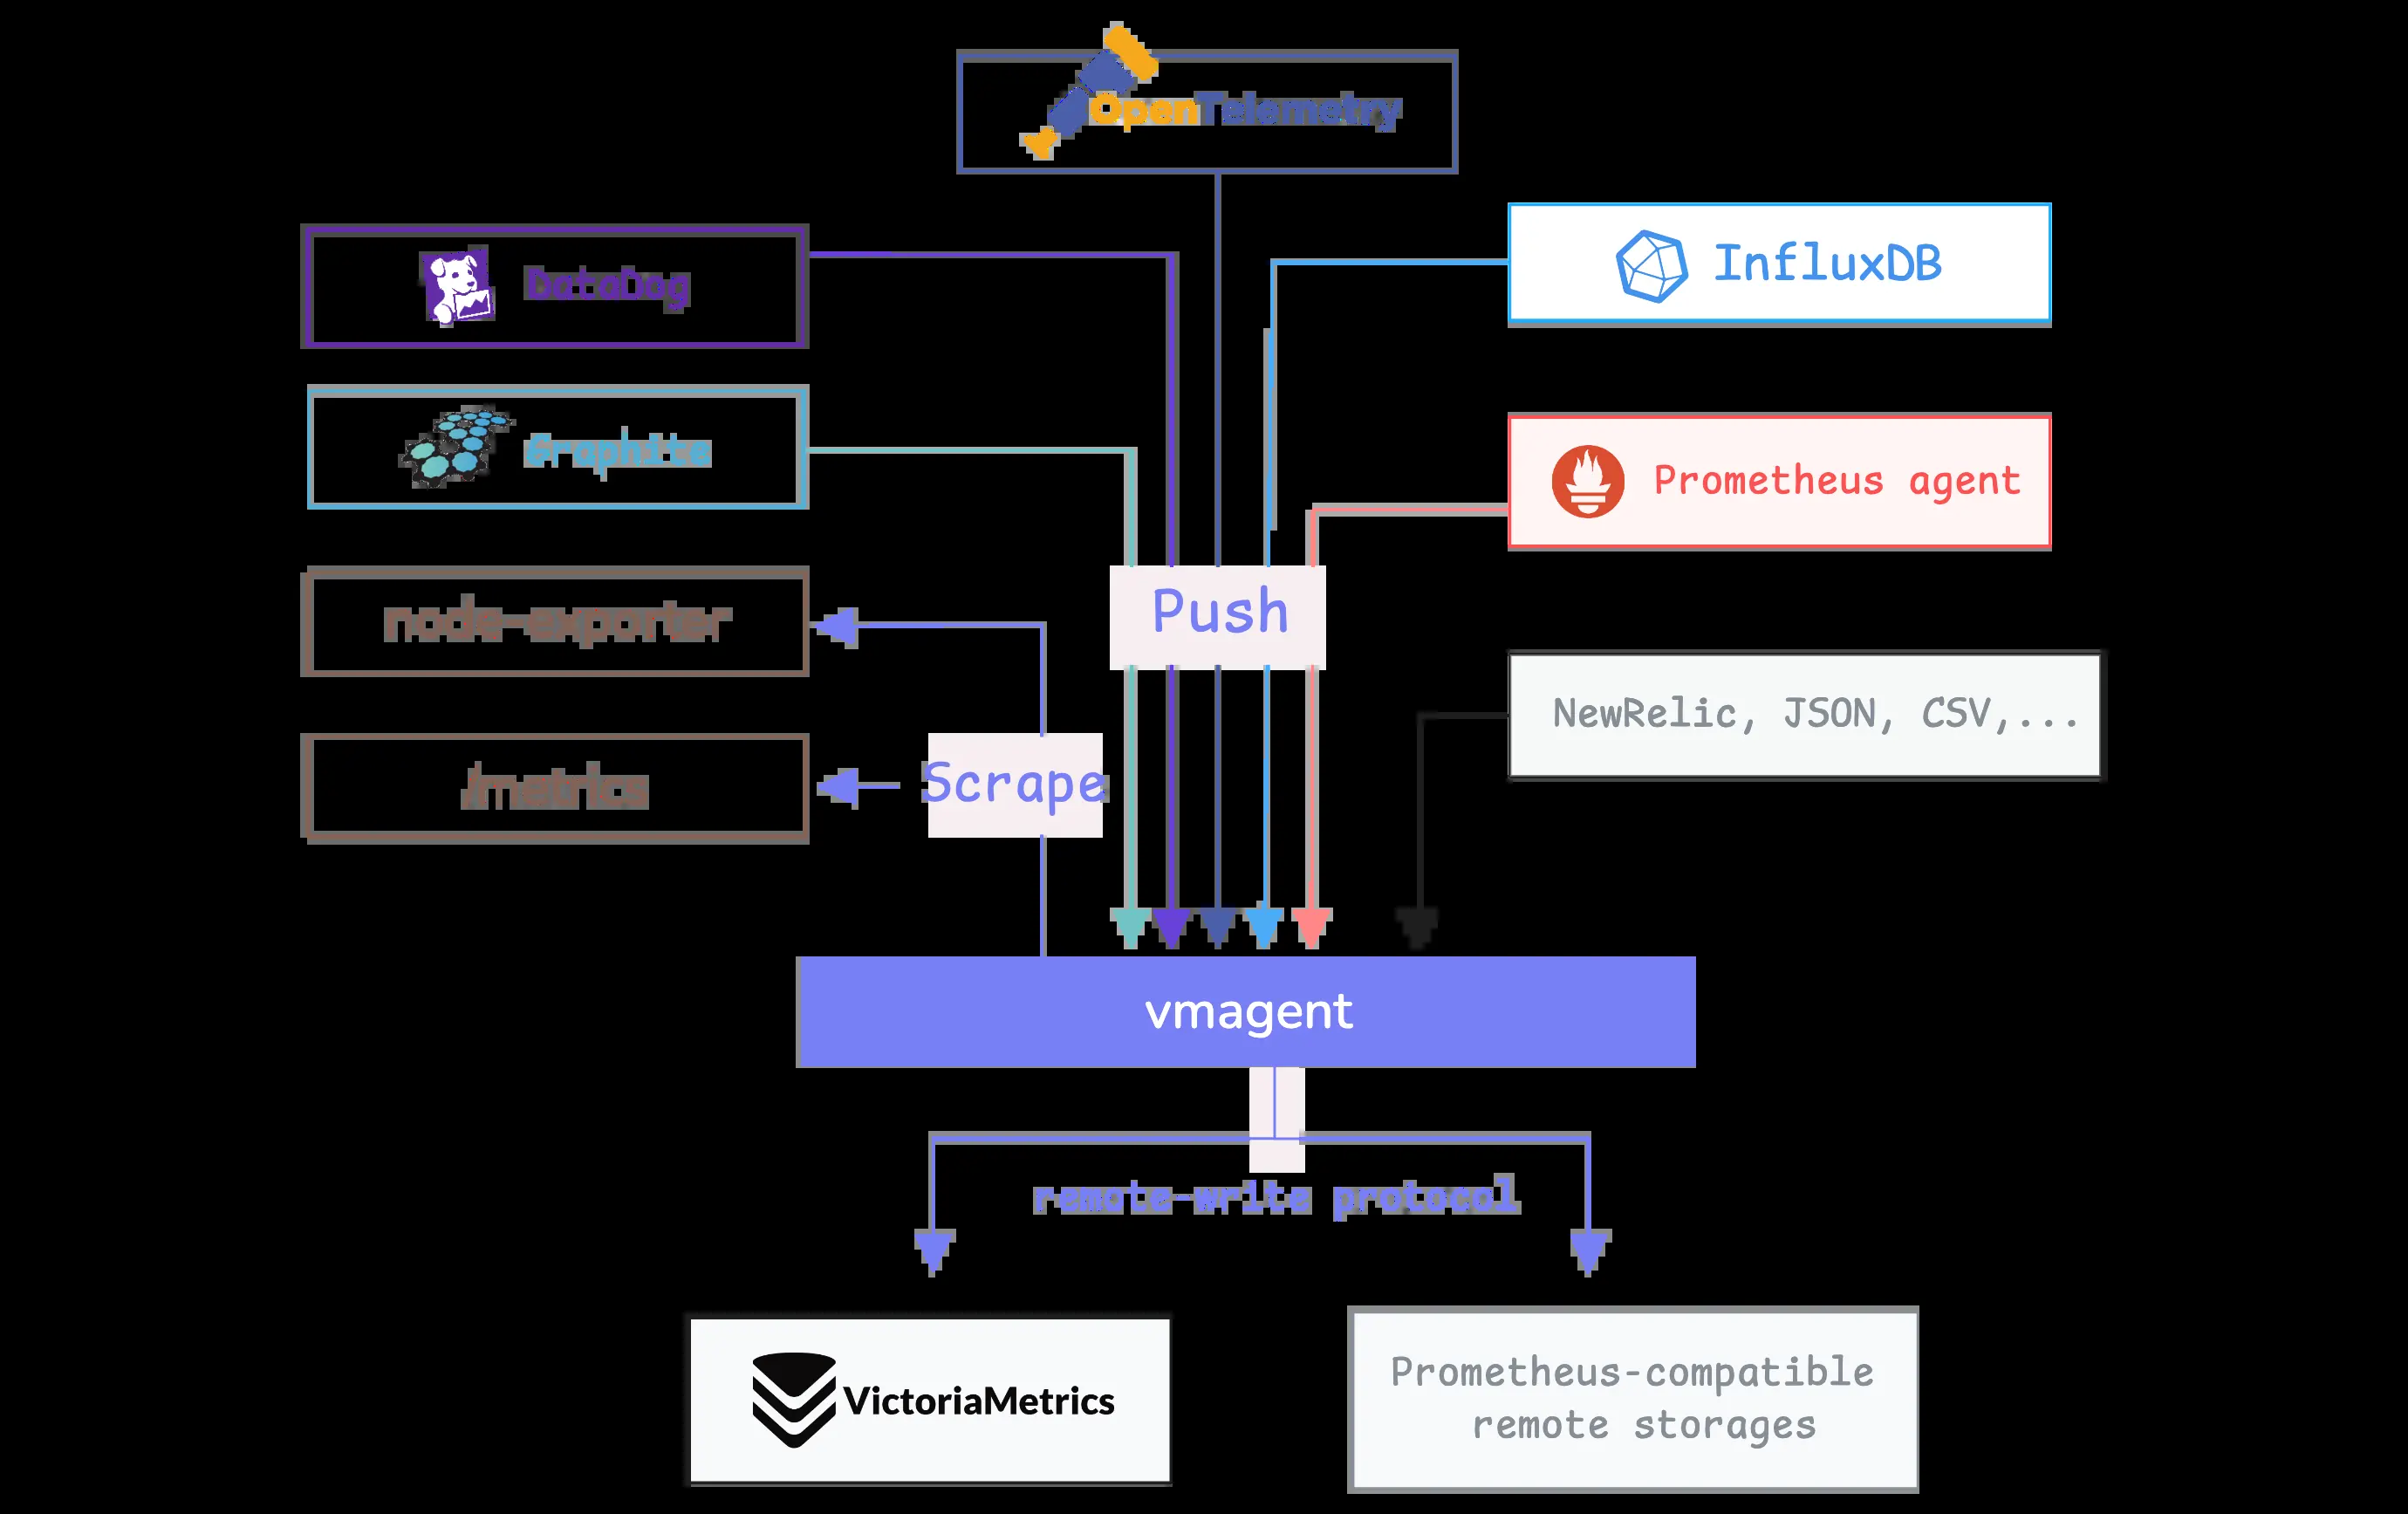 OpenTelemetry
DataDog
InfluxDB
Graphite
Prometheus agent
node-exporter
Push
NewRelic, JSON, CSV,...
/metrics
Scrape
vmagent
remote-write protocol
VictoriaMetrics
Prometheus-compatible
remote storages